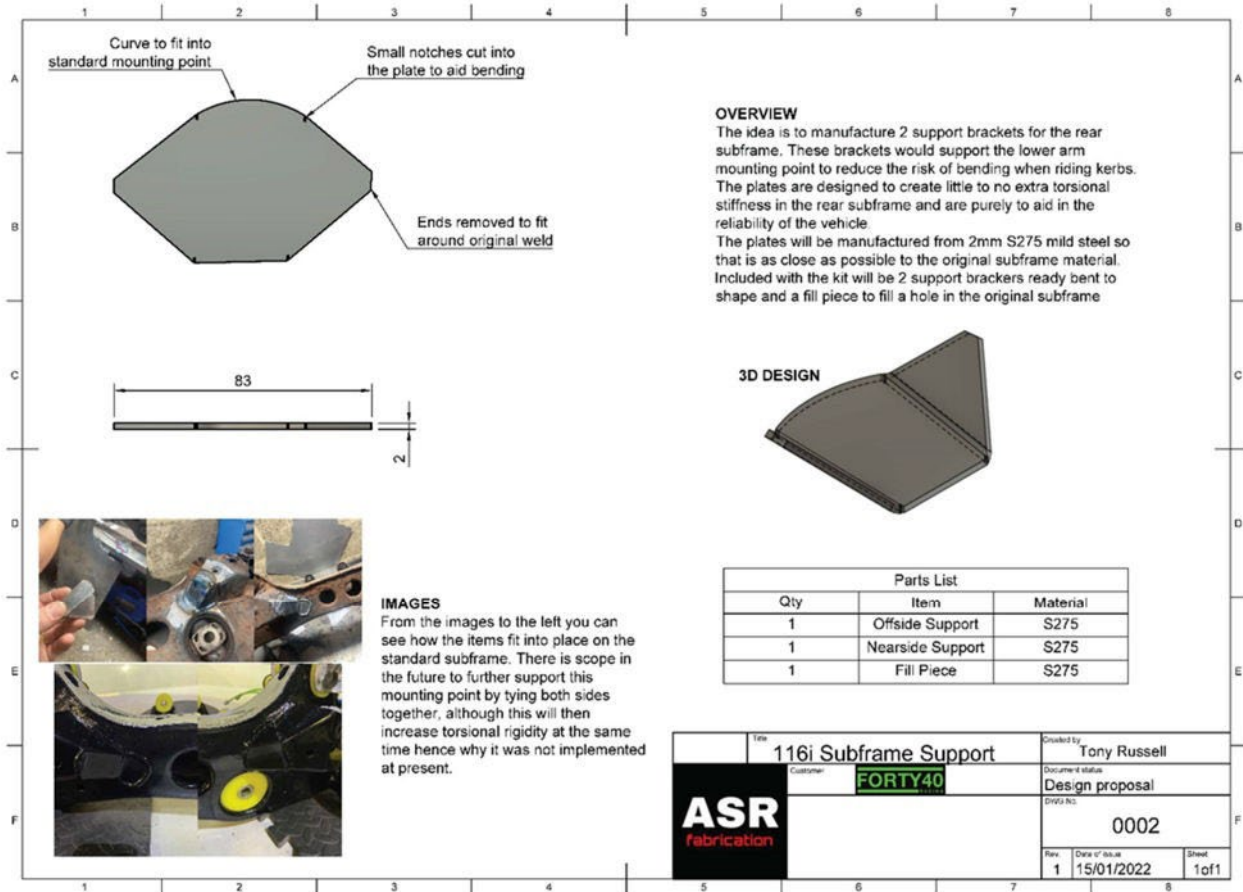 1 2 3 4 5 6 7 8
A
B
C
D
E
F
A
B
C
D
E
F
Curve to fit into
standard mounting point
Small notches cut into
the plate to aid bending
Ends removed to fit
around original weld
83
2
OVERVIEW
The idea is to manufacture 2 support brackets for the rear
subframe. These brackets would support the lower arm
mounting point to reduce the risk of bending when riding kerbs.
The plates are designed to create little to no extra torsional
stiffness in the rear subframe and are purely to aid in the
reliability of the vehicle.
The plates will be manufactured from 2mm S275 mild steel so
that is as close as possible to the original subframe material.
Included with the kit will be 2 support brackers ready bent to
shape and a fill piece to fill a hole in the original subframe
3D DESIGN
IMAGES
From the images to the left you can
see how the items fit into place on the
standard subframe. There is scope in
the future to further support this
mounting point by tying both sides
together, although this will then
increase torsional rigidity at the same
time hence why it was not implemented
at present.
Parts List
Qty Item Material
1 Offside Support S275
1 Nearside Support S275
1 Fill Piece S275
Title
116i Subframe Support
Created by
Tony Russell
Customer
FORTY40
Document status
Design proposal
ASR
fabrication
DWG No.
0002
Rev. Date of issue Sheet
1 15/01/2022 1of1
1 2 3 4 5 6 7 8